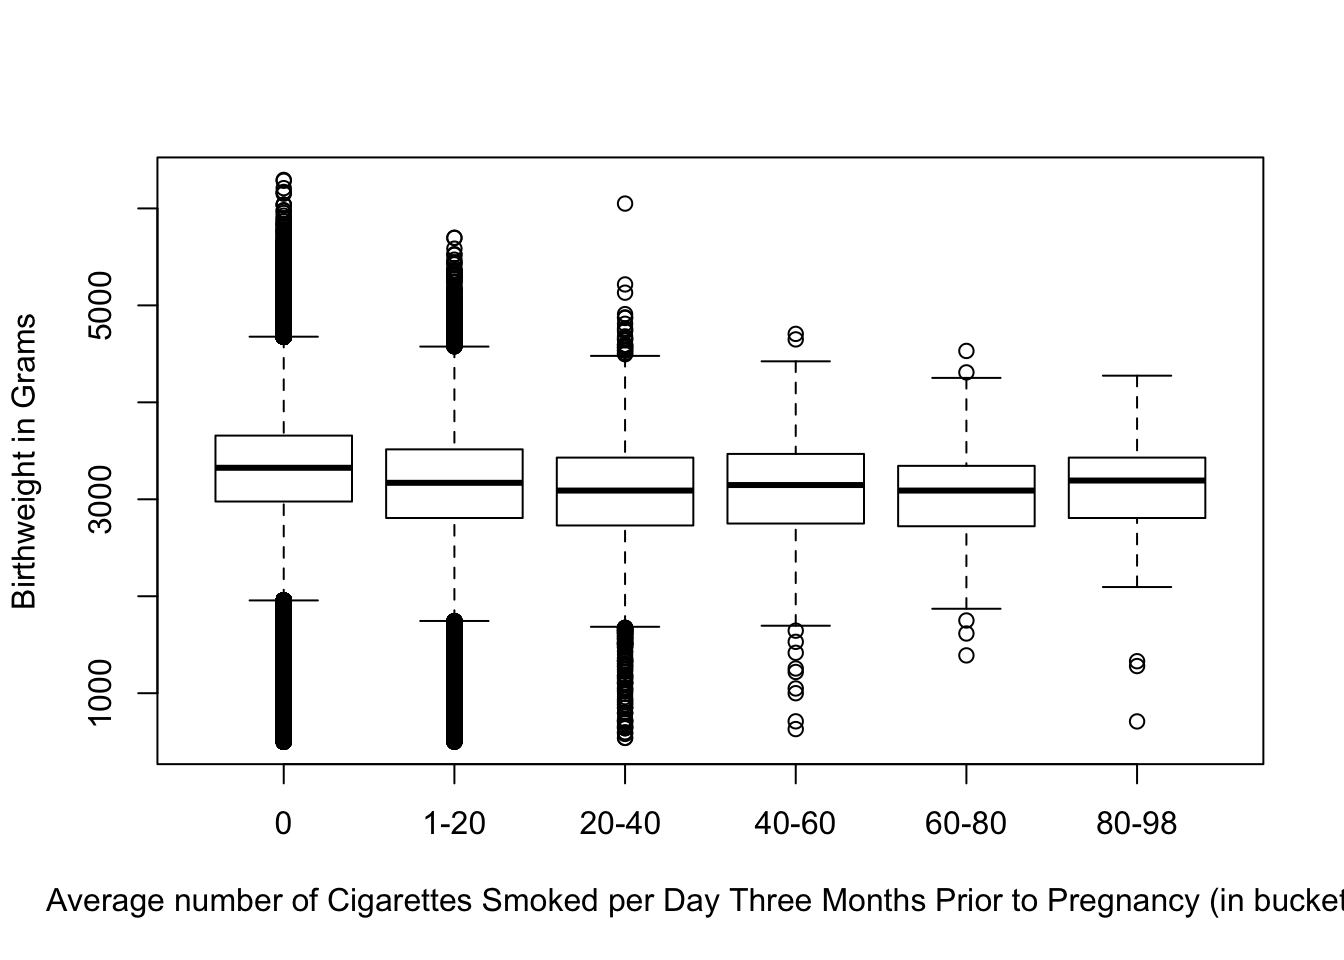 Birthweight in Grams
5000
3000
1000
0 1-20 20-40 40-60 60-80 80-98
Average number of Cigarettes Smoked per Day Three Months Prior to Pregnancy (in bucket